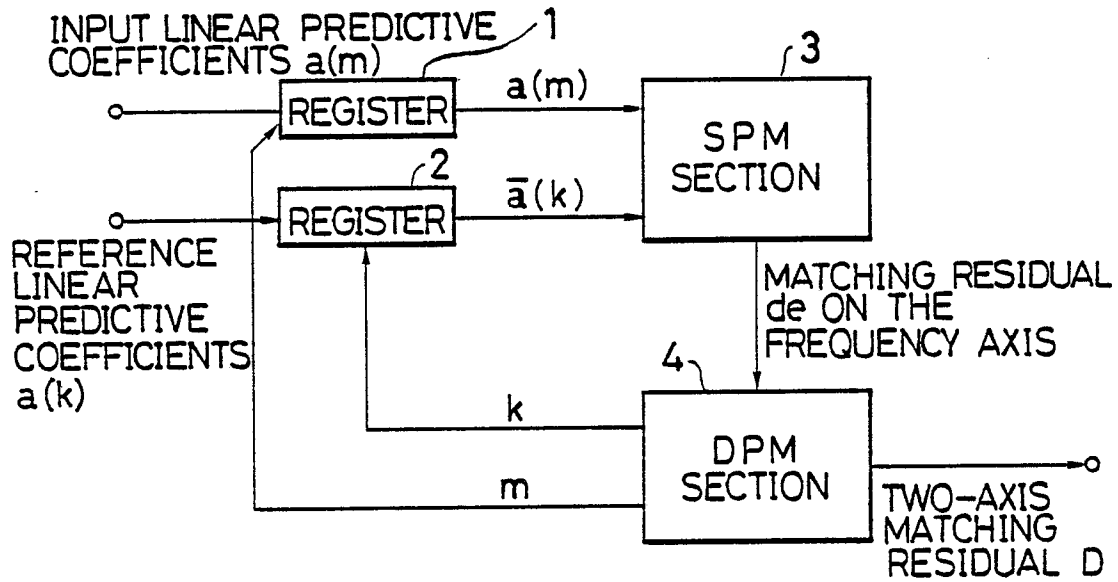 INPUT LINEAR PREDICTIVE
COEFFICIENTS a(m)
1
REGISTER
a(m)
3
SPM
SECTION
2
REGISTER
ā(k)
REFERENCE
LINEAR
PREDICTIVE
COEFFICIENTS
a(k)
MATCHING RESIDUAL
de ON THE
FREQUENCY AXIS
4
k
DPM
SECTION
m
TWO-AXIS
MATCHING
RESIDUAL D